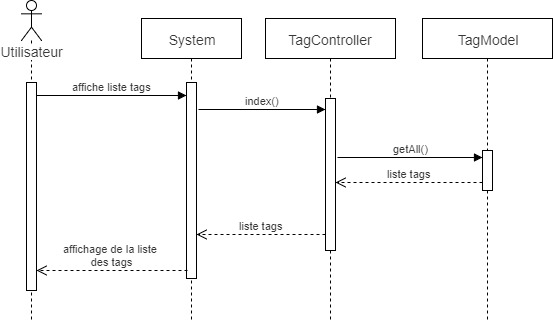 Utilisateur
System
TagController
TagModel
affiche liste tags
index()
getAll()
liste tags
liste tags
affichage de la liste
des tags